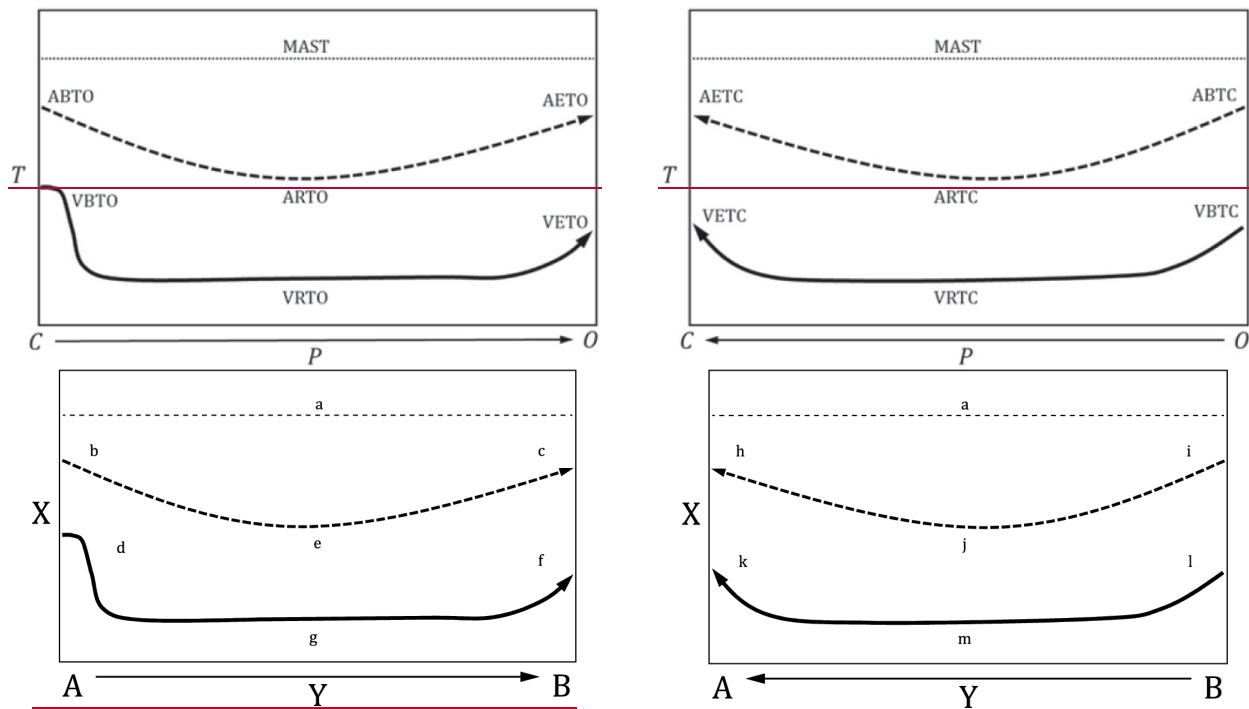 MAST
ABTO
AETO
T
VBTO
ARTO
VETO
VRTO
C
O
P
MAST
AETC
ABTC
T
ARTC
VETC
VBTC
VRTC
C
O
P
a
b
c
X
d
e
f
g
A
B
Y
a
h
i
X
j
k
l
m
A
B
Y